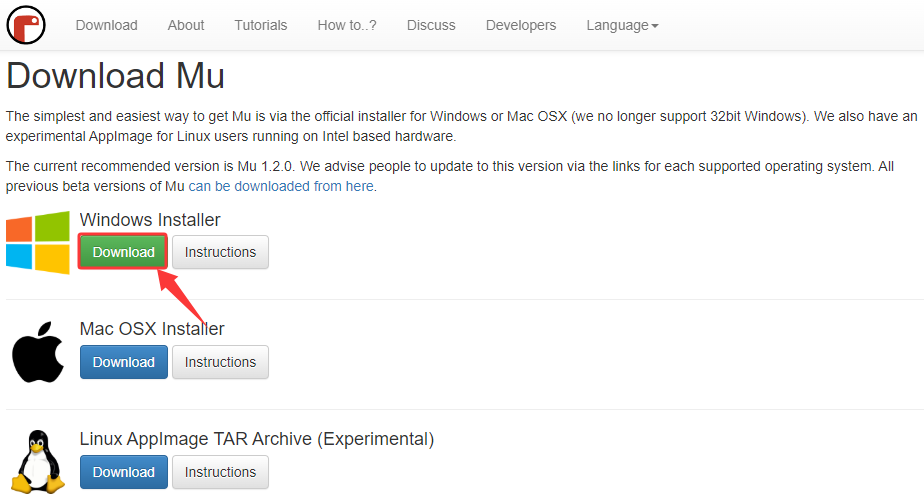 Download About Tutorials How to..? Discuss Developers Language
Download Mu
The simplest and easiest way to get Mu is via the official installer for Windows or Mac OSX (we no longer support 32bit Windows). We also have an
experimental AppImage for Linux users running on Intel based hardware.
The current recommended version is Mu 1.2.0. We advise people to update to this version via the links for each supported operating system. All
previous beta versions of Mu can be downloaded from here.
Windows Installer
Download Instructions
Mac OSX Installer
Download Instructions
Linux AppImage TAR Archive (Experimental)
Download Instructions